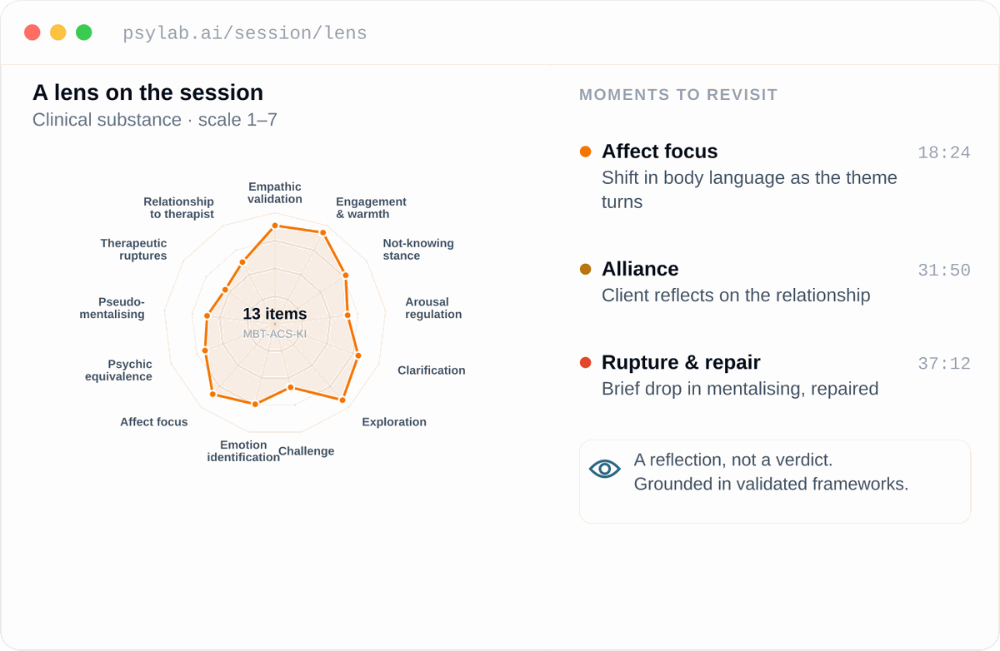 psylab.ai/session/lens
A lens on the session
Clinical substance · scale 1–7
Empathic
validation
Engagement
& warmth
Not-knowing
stance
Arousal
regulation
Clarification
Exploration
Challenge
Emotion
identification
Affect focus
Psychic
equivalence
Pseudo-
mentalising
Therapeutic
ruptures
Relationship
to therapist
13 items
MBT-ACS-KI
MOMENTS TO REVISIT
Affect focus 18:24
Shift in body language as the theme
turns
Alliance 31:50
Client reflects on the relationship
Rupture & repair 37:12
Brief drop in mentalising, repaired
A reflection, not a verdict.
Grounded in validated frameworks.